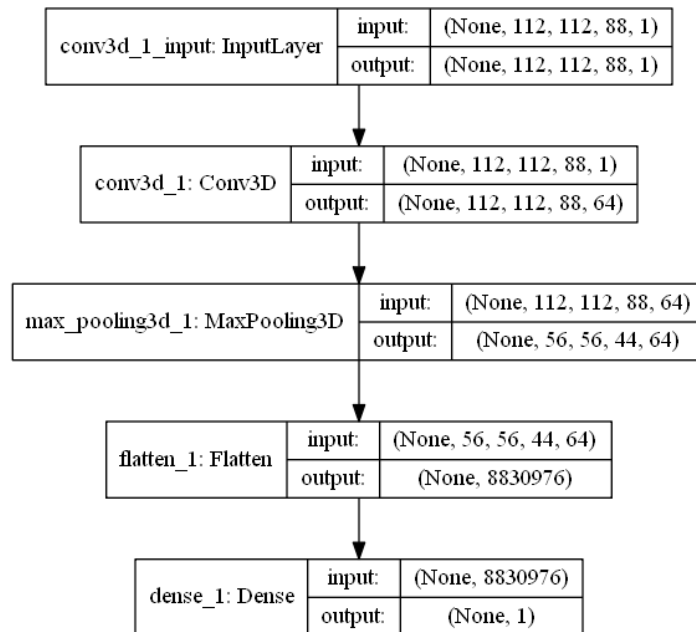 conv3d_1_input: InputLayer
input: (None, 112, 112, 88, 1)
output: (None, 112, 112, 88, 1)
conv3d_1: Conv3D
input: (None, 112, 112, 88, 1)
output: (None, 112, 112, 88, 64)
max_pooling3d_1: MaxPooling3D
input: (None, 112, 112, 88, 64)
output: (None, 56, 56, 44, 64)
flatten_1: Flatten
input: (None, 56, 56, 44, 64)
output: (None, 8830976)
dense_1: Dense
input: (None, 8830976)
output: (None, 1)